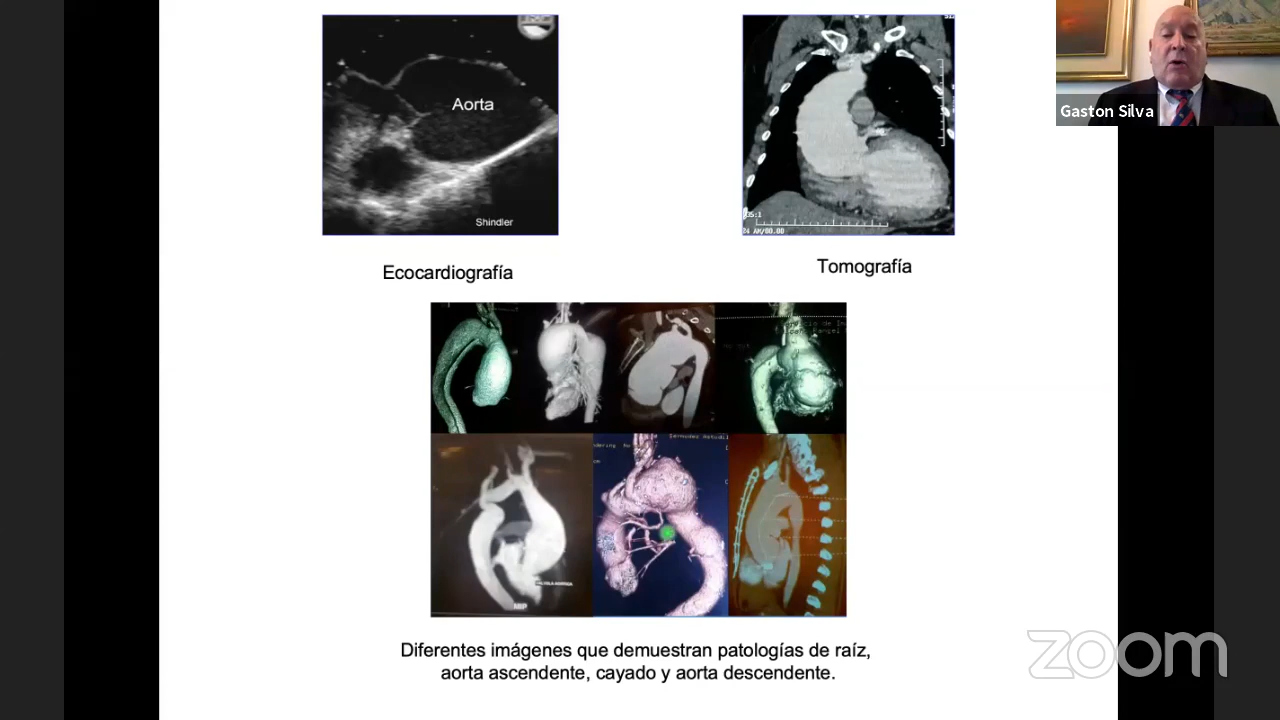 Aorta
Shindler
Gaston Silva
Ecocardiografía
Tomografía
Diferentes imágenes que demuestran patologías de raíz,
aorta ascendente, cayado y aorta descendente.
zoom